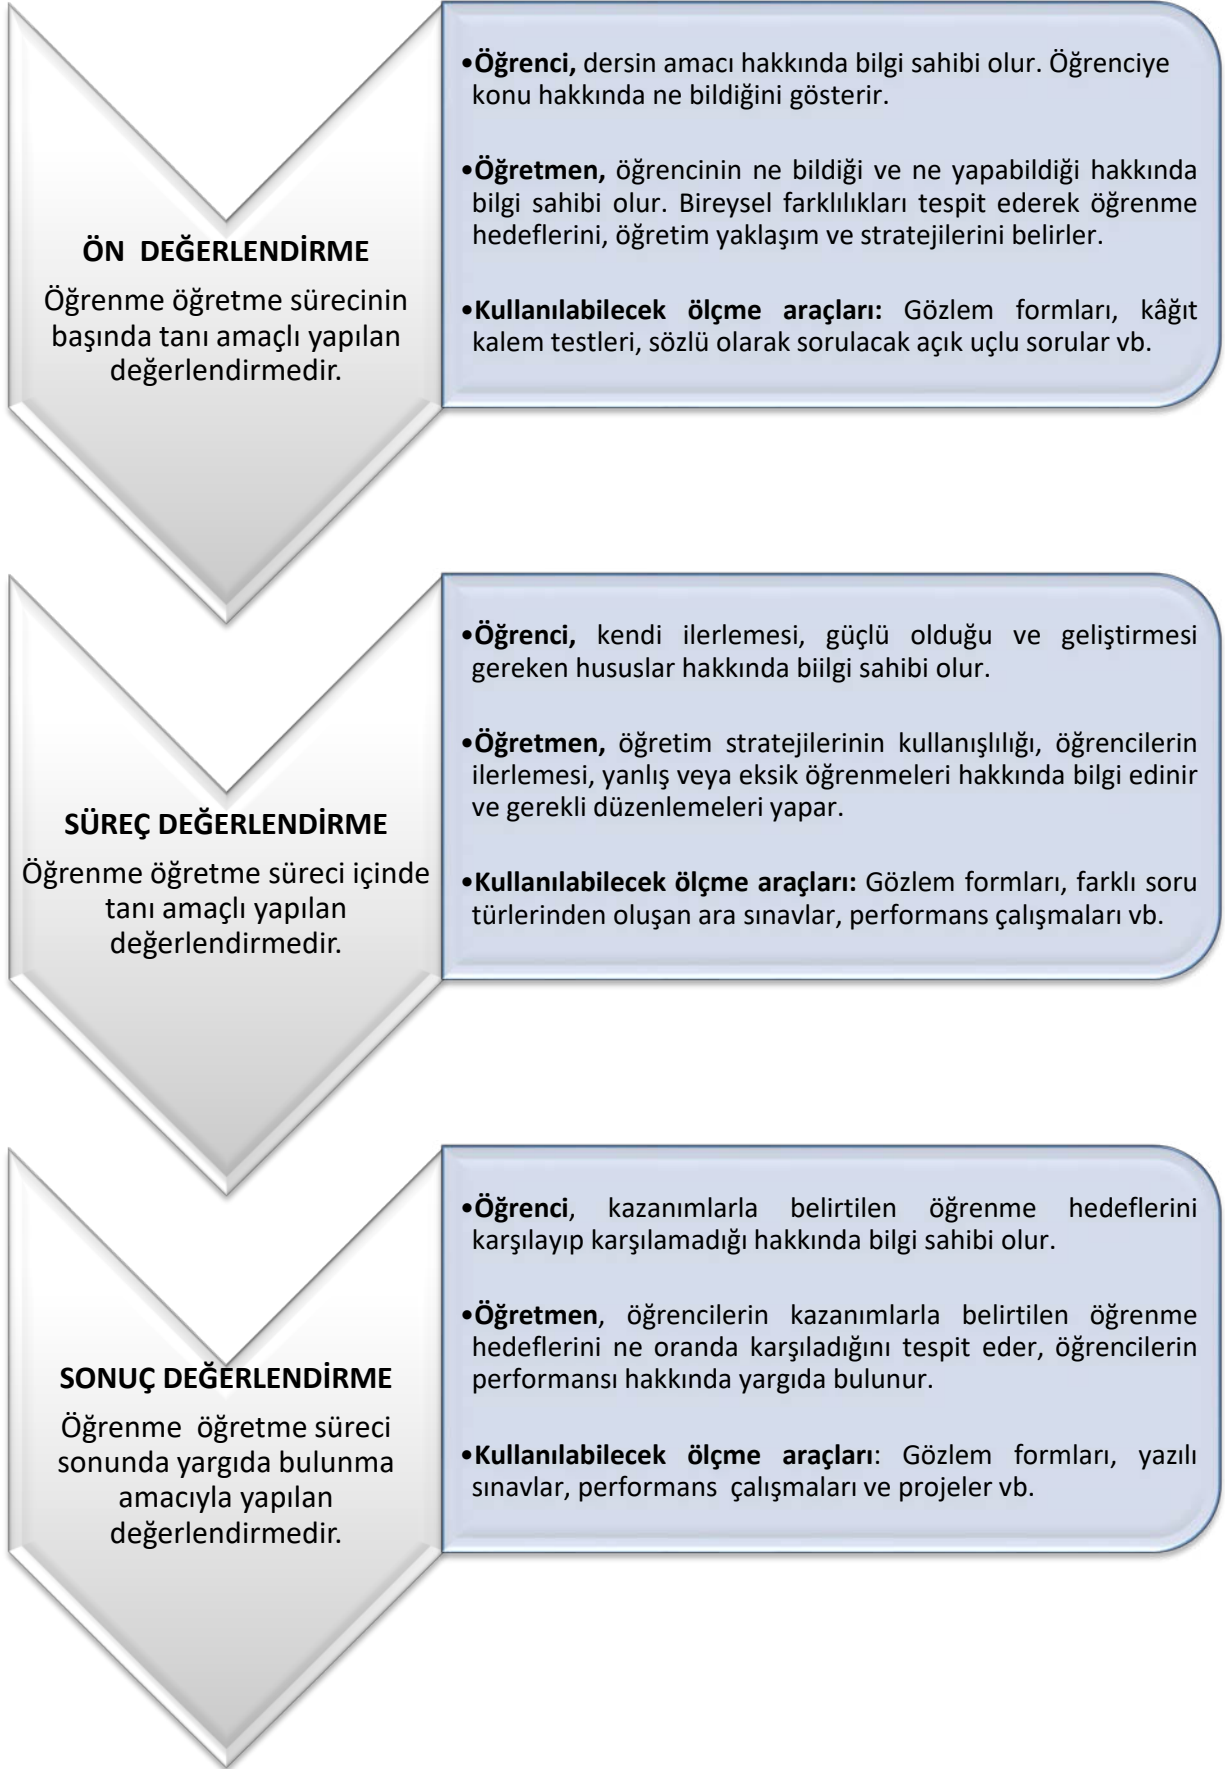 ÖN DEĞERLENDİRME
Öğrenme öğretme sürecinin
başında tanı amaçlı yapılan
değerlendirmedir.
•Öğrenci, dersin amacı hakkında bilgi sahibi olur. Öğrenciye
konu hakkında ne bildiğini gösterir.
•Öğretmen, öğrencinin ne bildiği ve ne yapabildiği hakkında
bilgi sahibi olur. Bireysel farklılıkları tespit ederek öğrenme
hedeflerini, öğretim yaklaşım ve stratejilerini belirler.
•Kullanılabilecek ölçme araçları: Gözlem formları, kâğıt
kalem testleri, sözlü olarak sorulacak açık uçlu sorular vb.
SÜREÇ DEĞERLENDİRME
Öğrenme öğretme süreci içinde
tanı amaçlı yapılan
değerlendirmedir.
•Öğrenci, kendi ilerlemesi, güçlü olduğu ve geliştirmesi
gereken hususlar hakkında biilgi sahibi olur.
•Öğretmen, öğretim stratejilerinin kullanışlılığı, öğrencilerin
ilerlemesi, yanlış veya eksik öğrenmeleri hakkında bilgi edinir
ve gerekli düzenlemeleri yapar.
•Kullanılabilecek ölçme araçları: Gözlem formları, farklı soru
türlerinden oluşan ara sınavlar, performans çalışmaları vb.
SONUÇ DEĞERLENDİRME
Öğrenme öğretme süreci
sonunda yargıda bulunma
amacıyla yapılan
değerlendirmedir.
•Öğrenci, kazanımlarla belirtilen öğrenme hedeflerini
karşılayıp karşılamadığı hakkında bilgi sahibi olur.
•Öğretmen, öğrencilerin kazanımlarla belirtilen öğrenme
hedeflerini ne oranda karşıladığını tespit eder, öğrencilerin
performansı hakkında yargıda bulunur.
•Kullanılabilecek ölçme araçları: Gözlem formları, yazılı
sınavlar, performans çalışmaları ve projeler vb.